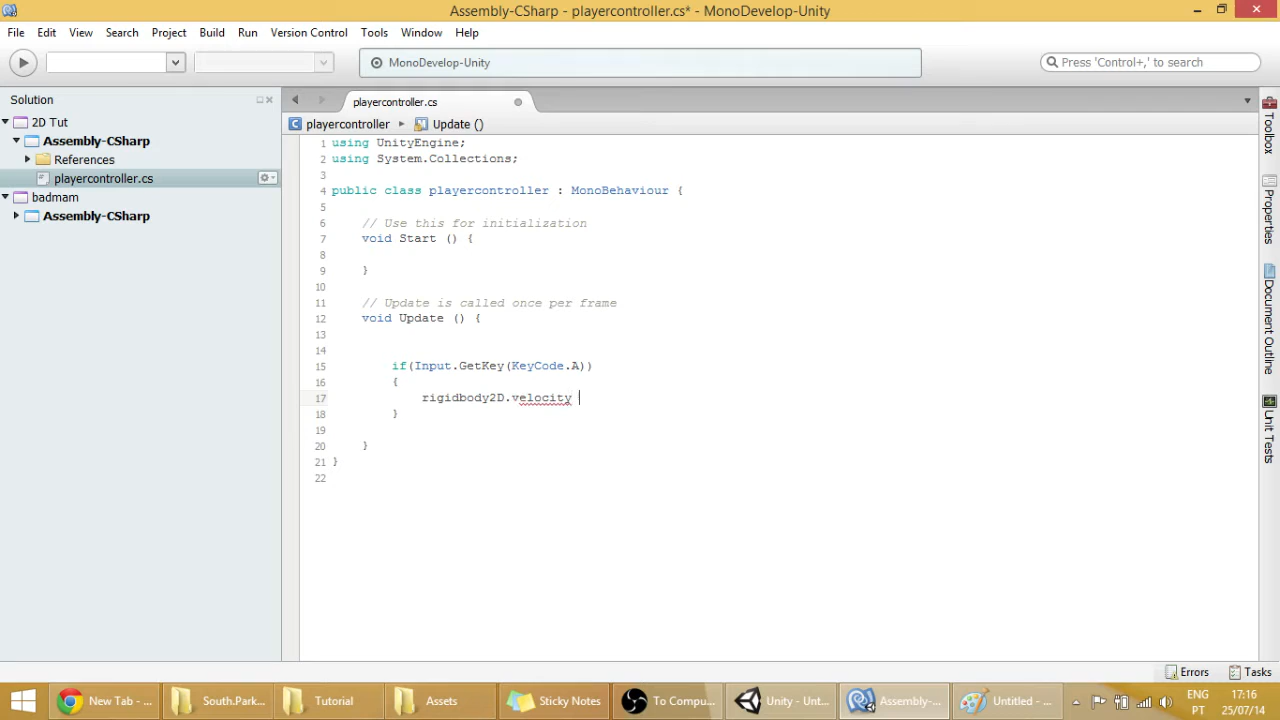 Assembly-CSharp - playercontroller.cs* - MonoDevelop-Unity
File Edit View Search Project Build Run Version Control Tools Window Help
MonoDevelop-Unity
Press 'Control+,' to search
Solution
2D Tut
Assembly-CSharp
References
playercontroller.cs
badmam
Assembly-CSharp
playercontroller.cs
playercontroller Update ()
1 using UnityEngine;
2 using System.Collections;
3
4 public class playercontroller : MonoBehaviour {
5
6 // Use this for initialization
7 void Start () {
8
9 }
10
11 // Update is called once per frame
12 void Update () {
13
14
15 if(Input.GetKey(KeyCode.A))
16 {
17 rigidbody2D.velocity
18 }
19
20 }
21 }
22
Toolbox
Properties
Document Outline
Unit Tests
Errors Tasks
New Tab - ... South.Park... Tutorial Assets Sticky Notes To Compu... Unity - Unt... Assembly-... Untitled - ...
ENG 17:16
PT 25/07/14